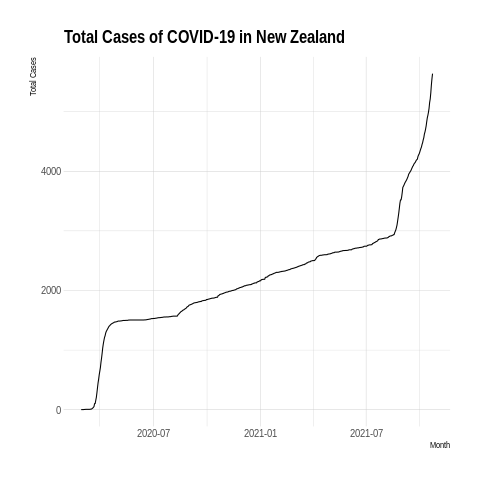 Total Cases of COVID-19 in New Zealand
Total Cases
4000
2000
0
2020-07
2021-01
2021-07
Month